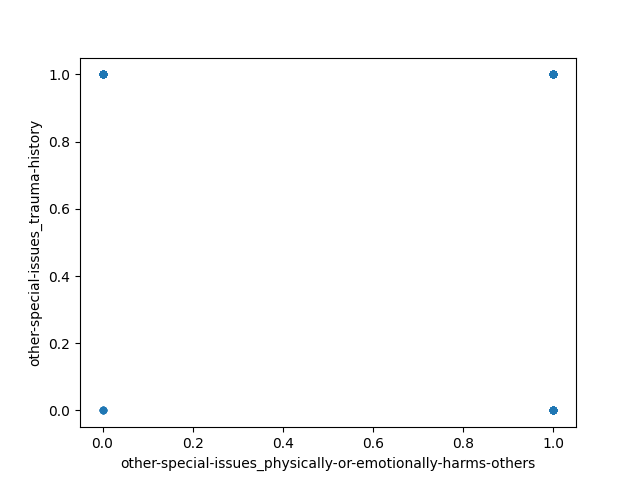 1.0
0.8
0.6
0.4
0.2
0.0
other-special-issues_trauma-history
0.0 0.2 0.4 0.6 0.8 1.0
other-special-issues_physically-or-emotionally-harms-others